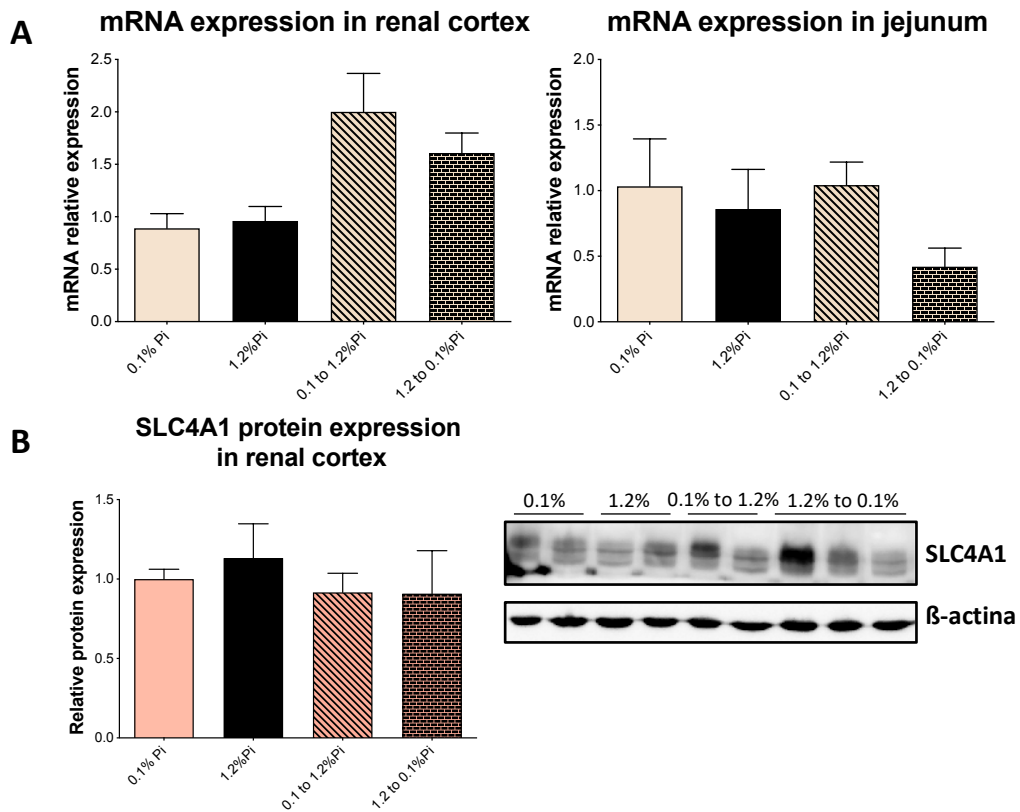 A
mRNA expression in renal cortex
mRNA relative expression
2.5
2.0
1.5
1.0
0.5
0.0
0.1% Pi
1.2%Pi
0.1 to 1.2%Pi
1.2 to 0.1%Pi
mRNA expression in jejunum
mRNA relative expression
2.0
1.5
1.0
0.5
0.0
0.1% Pi
1.2%Pi
0.1 to 1.2%Pi
1.2 to 0.1%Pi
B
SLC4A1 protein expression
in renal cortex
Relative protein expression
1.5
1.0
0.5
0.0
0.1% Pi
1.2%Pi
0.1 to 1.2%Pi
1.2 to 0.1%Pi
0.1% 1.2% 0.1% to 1.2% 1.2% to 0.1%
SLC4A1
ß-actina